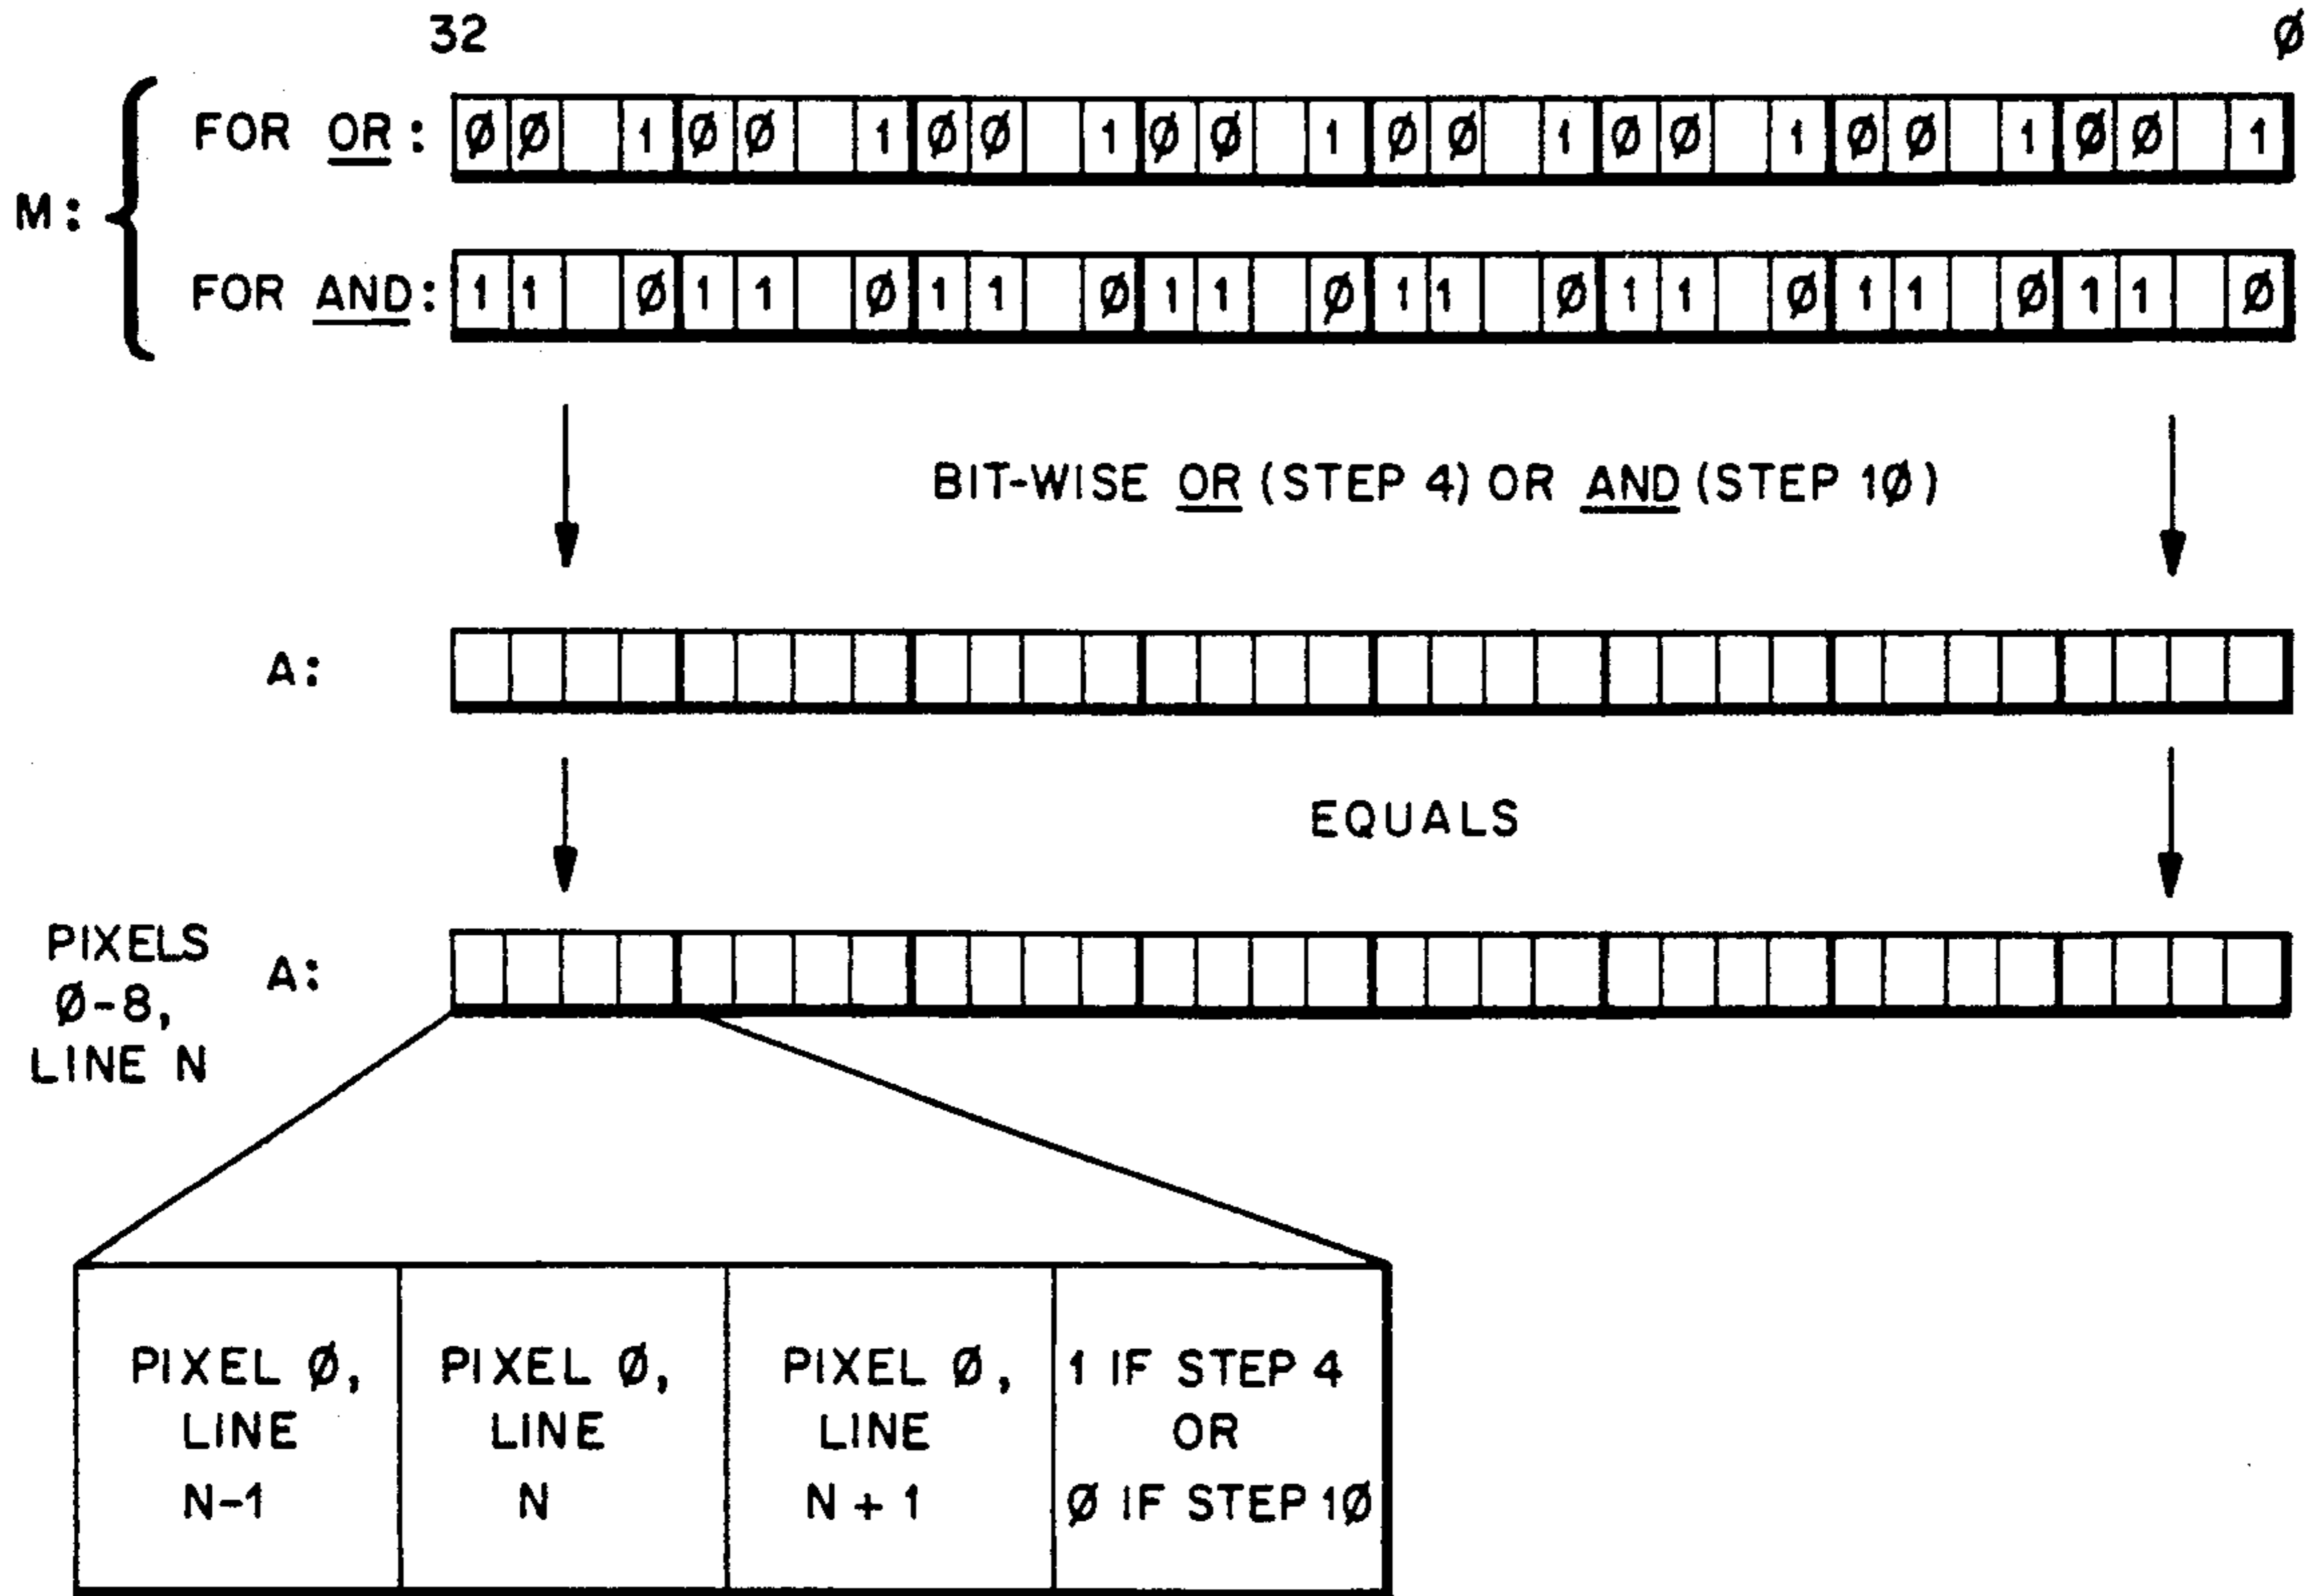 32 Ø
M:
FOR OR: Ø Ø 1 Ø Ø 1 Ø Ø 1 Ø Ø 1 Ø Ø 1 Ø Ø 1 Ø Ø 1 Ø Ø 1
FOR AND: 1 1 Ø 1 1 Ø 1 1 Ø 1 1 Ø 1 1 Ø 1 1 Ø 1 1 Ø 1 1 Ø
BIT-WISE OR (STEP 4) OR AND (STEP 1Ø)
A:
EQUALS
PIXELS
Ø-8,
LINE N
A:
PIXEL Ø,
LINE
N-1
PIXEL Ø,
LINE
N
PIXEL Ø,
LINE
N + 1
1 IF STEP 4
OR
Ø IF STEP 1Ø